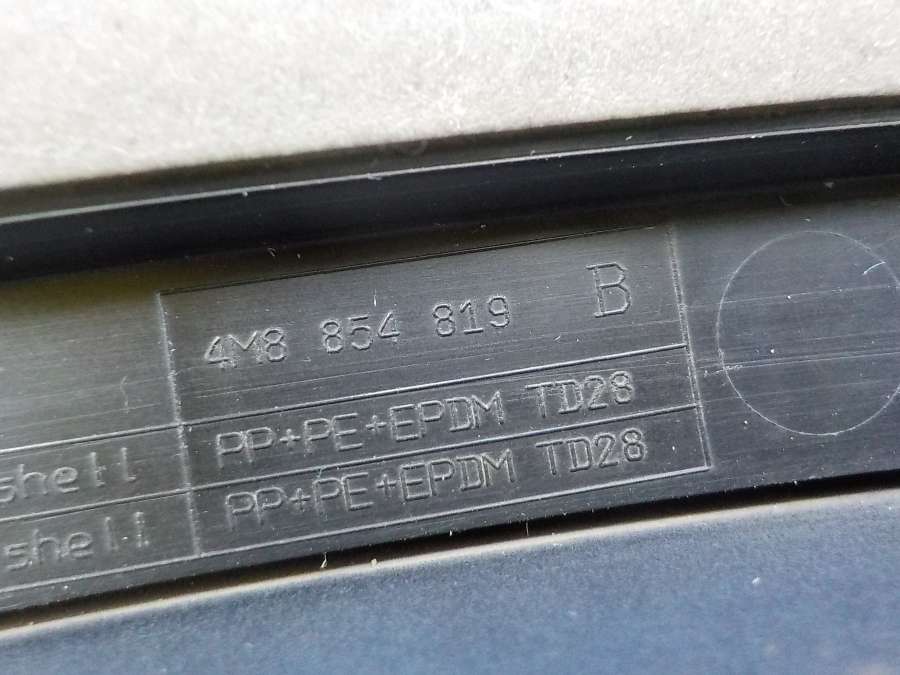 4M8 854 819 B
shell PP+PE+EPDM TD28
shell PP+PE+EPDM TD28